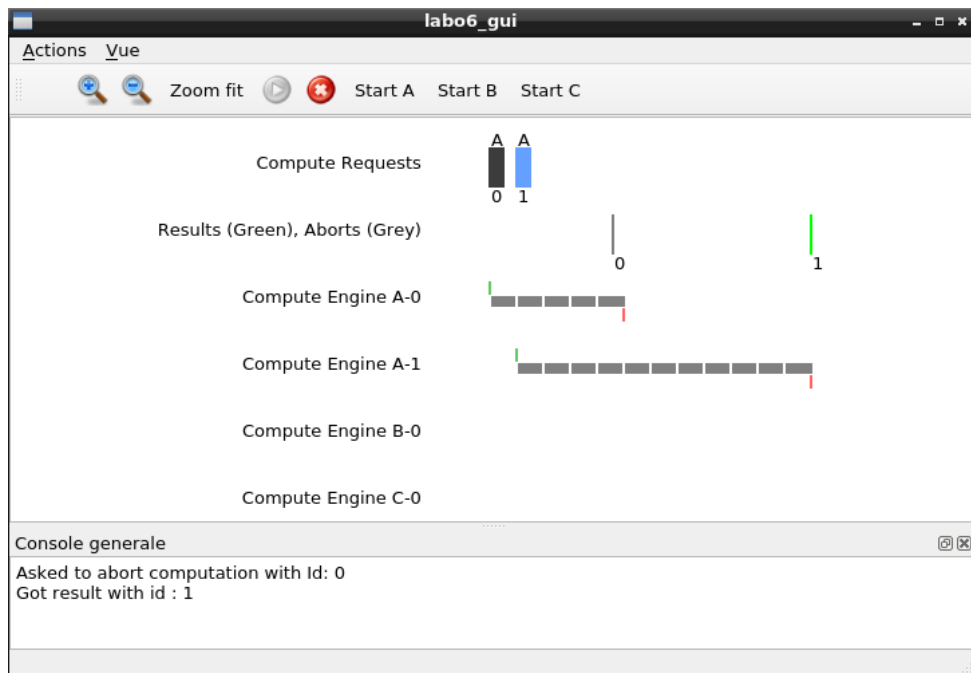 labo6_gui
Actions Vue
Zoom fit Start A Start B Start C
A A
Compute Requests
0 1
Results (Green), Aborts (Grey)
0 1
Compute Engine A-0
Compute Engine A-1
Compute Engine B-0
Compute Engine C-0
Console generale
Asked to abort computation with Id: 0
Got result with id : 1